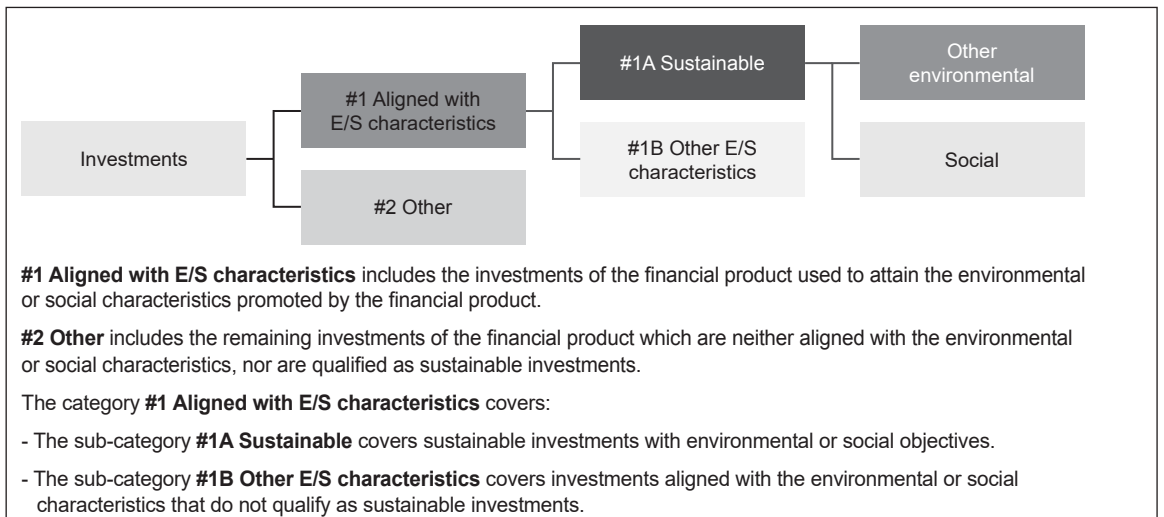 Investments
#1 Aligned with
E/S characteristics
#2 Other
#1A Sustainable
#1B Other E/S
characteristics
Other
environmental
Social
#1 Aligned with E/S characteristics includes the investments of the financial product used to attain the environmental
or social characteristics promoted by the financial product.
#2 Other includes the remaining investments of the financial product which are neither aligned with the environmental
or social characteristics, nor are qualified as sustainable investments.
The category #1 Aligned with E/S characteristics covers:
- The sub-category #1A Sustainable covers sustainable investments with environmental or social objectives.
- The sub-category #1B Other E/S characteristics covers investments aligned with the environmental or social
characteristics that do not qualify as sustainable investments.